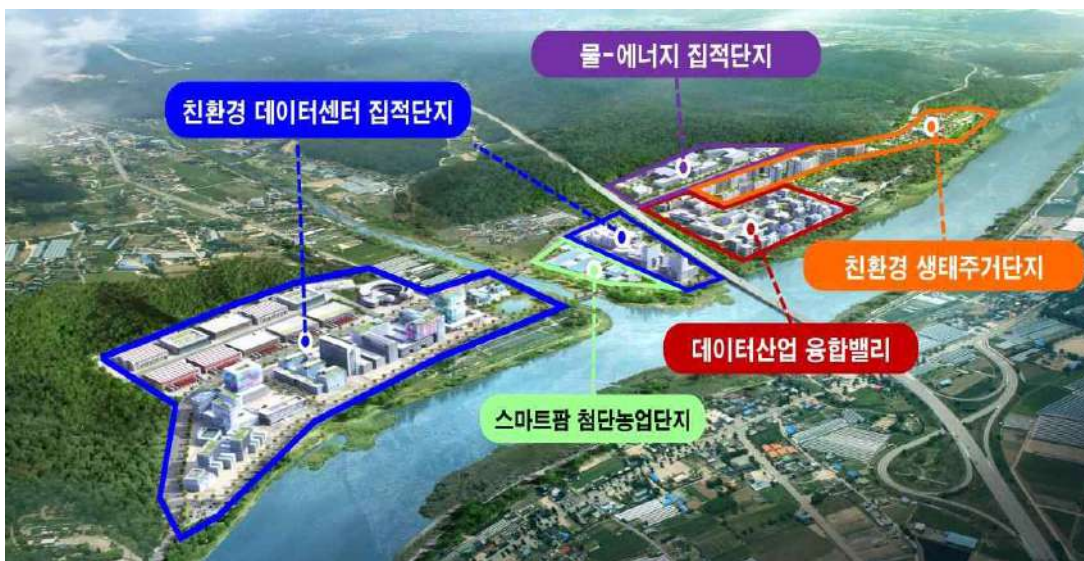 물-에너지 집적단지
친환경 데이터센터 집적단지
친환경 생태주거단지
데이터산업 융합밸리
스마트팜 첨단농업단지